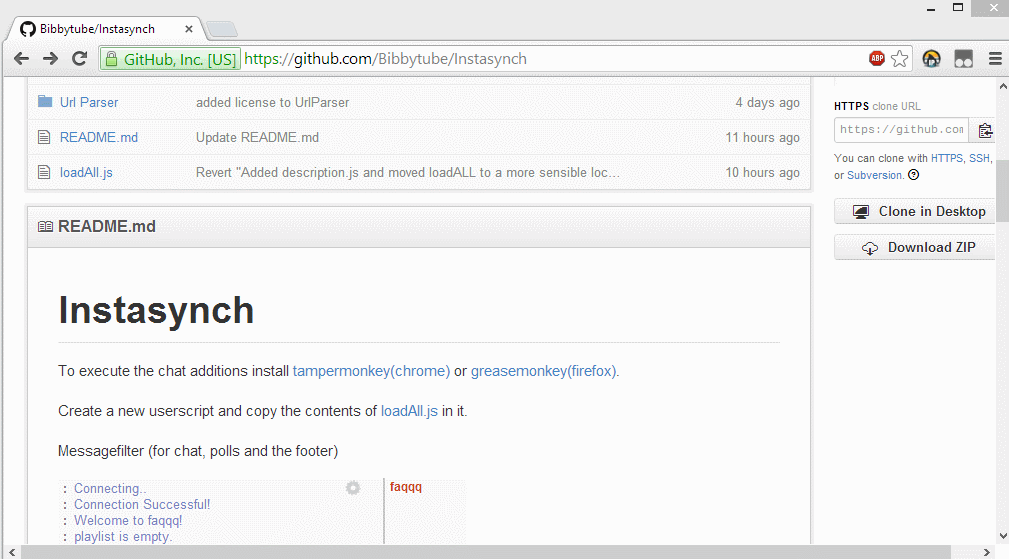 Bibbytube/Instasynch
GitHub, Inc. [US] https://github.com/Bibbytube/Instasynch
ABP
Url Parser added license to UrlParser 4 days ago
README.md Update README.md 11 hours ago
loadAll.js Revert "Added description.js and moved loadALL to a more sensible loc... 10 hours ago
HTTPS clone URL
https://github.com
You can clone with HTTPS, SSH,
or Subversion.
Clone in Desktop
Download ZIP
README.md
Instasynch
To execute the chat additions install tampermonkey(chrome) or greasemonkey(firefox).
Create a new userscript and copy the contents of loadAll.js in it.
Messagefilter (for chat, polls and the footer)
: Connecting..
: Connection Successful!
: Welcome to faqqq!
: playlist is empty.
faqqq